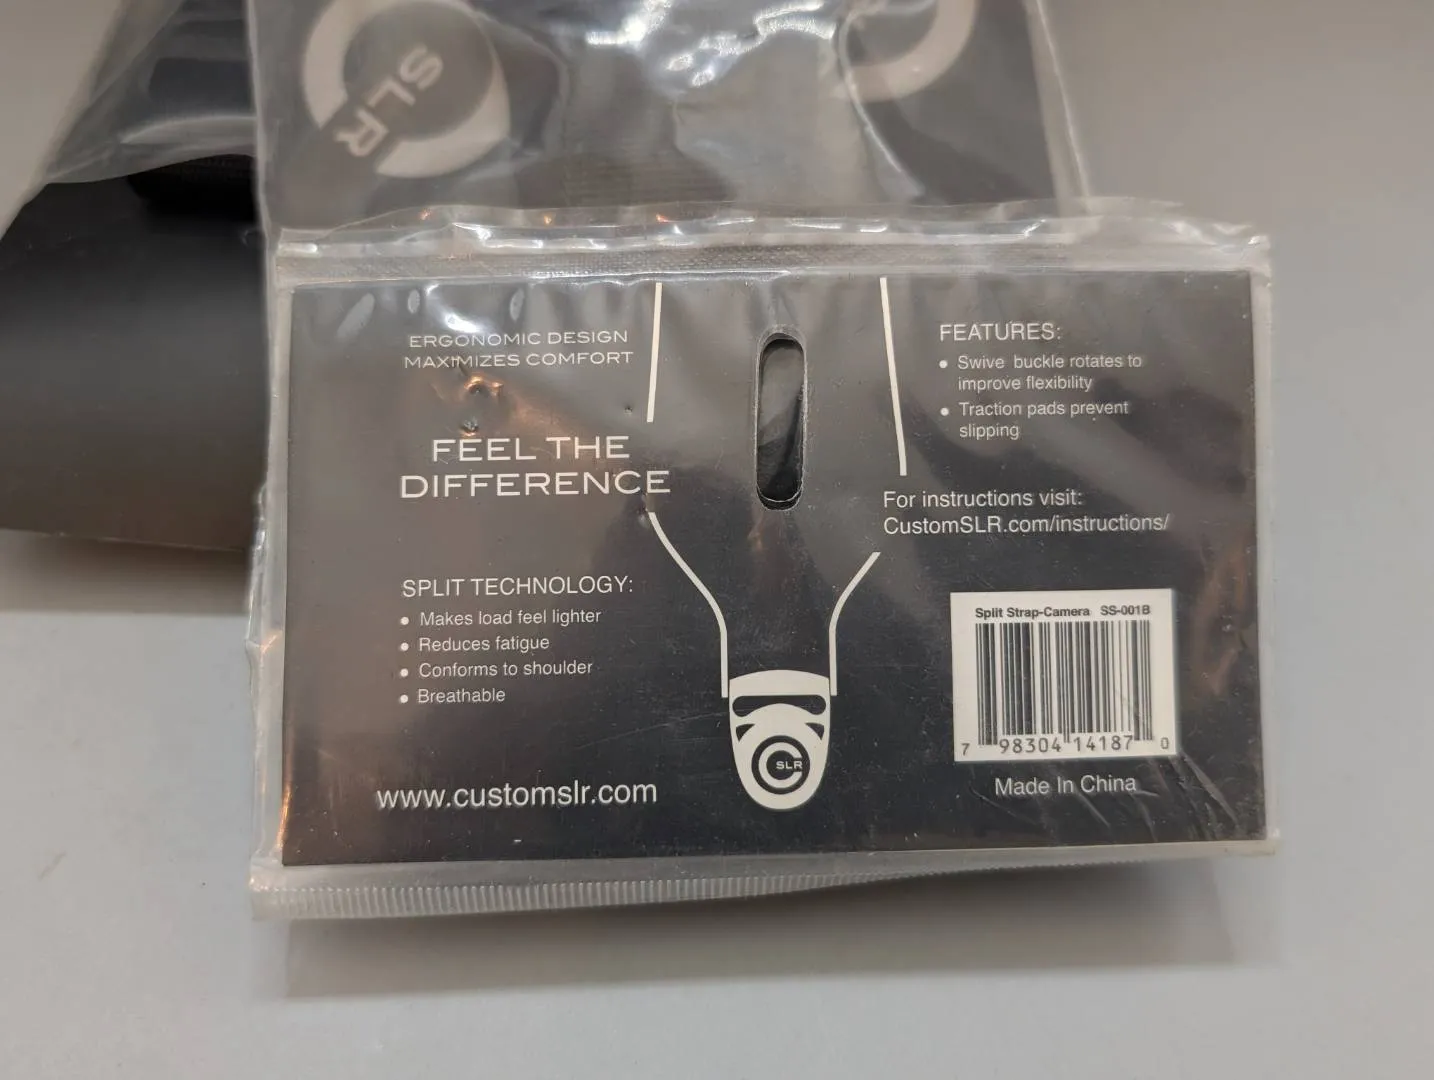 SLR
ERGONOMIC DESIGN
MAXIMIZES COMFORT
FEEL THE
DIFFERENCE
SPLIT TECHNOLOGY:
• Makes load feel lighter
• Reduces fatigue
• Conforms to shoulder
• Breathable
www.customslr.com
FEATURES:
• Swive buckle rotates to
improve flexibility
• Traction pads prevent
slipping
For instructions visit:
CustomSLR.com/instructions/
Split Strap-Camera SS-001B
7 98304 14187 0
Made In China
SLR